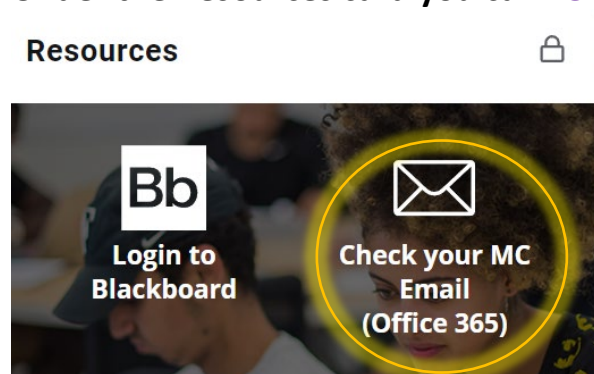 Resources
Bb
Login to
Blackboard
Check your MC
Email
(Office 365)